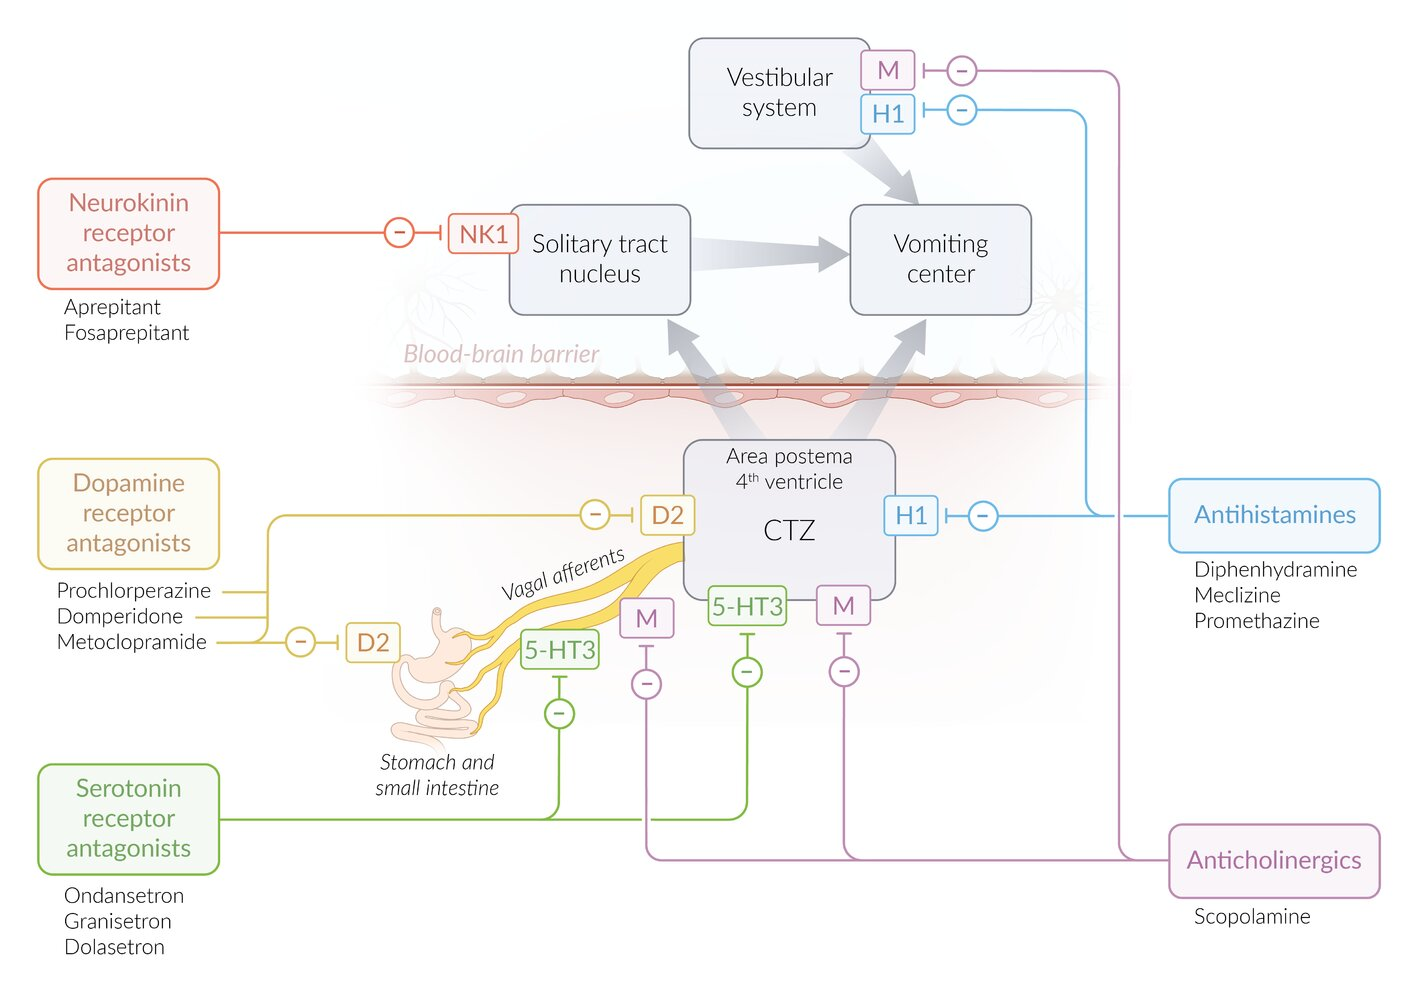 Vestibular
system
M
−
H1
−
Neurokinin
receptor
antagonists
Aprepitant
Fosaprepitant
−
NK1
Solitary tract
nucleus
Vomiting
center
Blood-brain barrier
Dopamine
receptor
antagonists
Prochlorperazine
Domperidone
Metoclopramide
−
D2
−
D2
Area postema
4th ventricle
CTZ
H1
−
Antihistamines
Diphenhydramine
Meclizine
Promethazine
Vagal afferents
M
5-HT3
M
5-HT3
−
−
−
−
Stomach and
small intestine
Serotonin
receptor
antagonists
Ondansetron
Granisetron
Dolasetron
Anticholinergics
Scopolamine